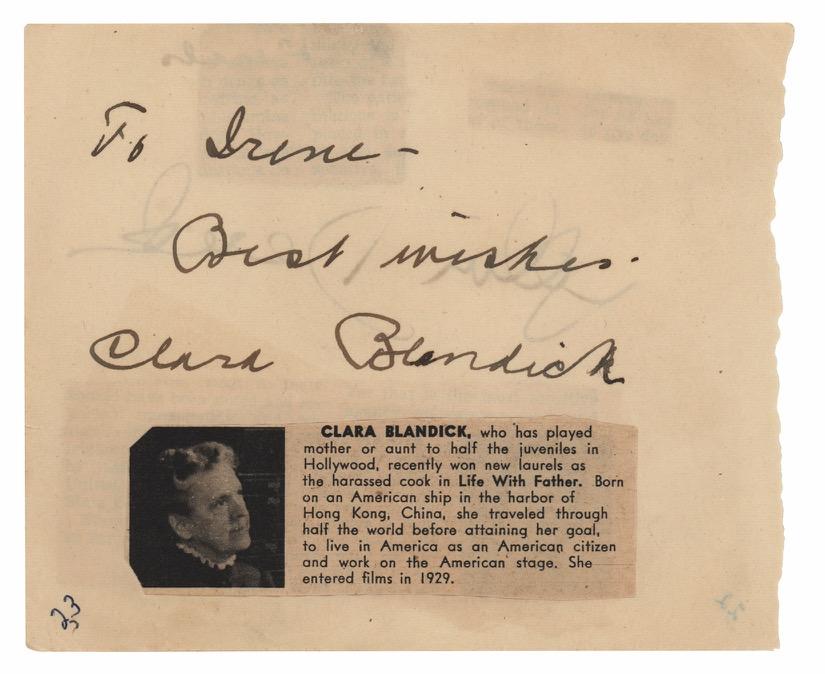 To Irene-
Best wishes.
Clara Blandick
CLARA BLANDICK, who has played
mother or aunt to half the juveniles in
Hollywood, recently won new laurels as
the harassed cook in Life With Father. Born
on an American ship in the harbor of
Hong Kong, China, she traveled through
half the world before attaining her goal,
to live in America as an American citizen
and work on the American stage. She
entered films in 1929.
23